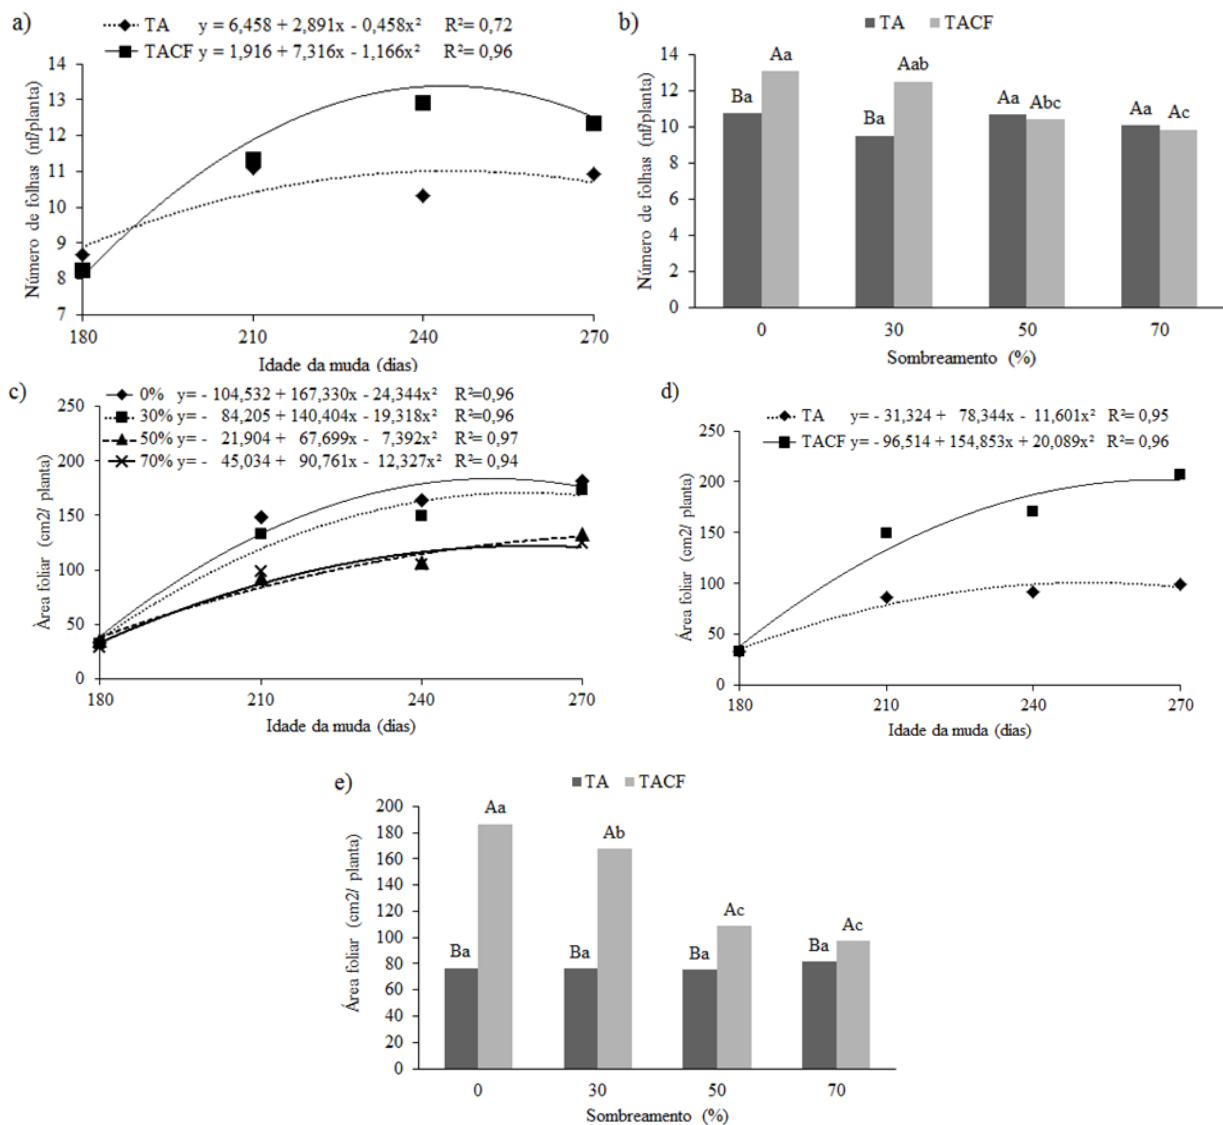 a)
TA y = 6,458 + 2,891x - 0,458x² R²= 0,72
TACF y = 1,916 + 7,316x - 1,166x² R²= 0,96
Número de folhas (nf/planta)
14
13
12
11
10
9
8
7
180 210 240 270
Idade da muda (dias)
b)
TA TACF
Número de folhas (nf/planta)
14
12
10
8
6
4
2
0
Ba Aa Ba Aab Aa Abc Aa Ac
0 30 50 70
Sombreamento (%)
c)
0% y= - 104,532 + 167,330x - 24,344x² R²=0,96
30% y= - 84,205 + 140,404x - 19,318x² R²=0,96
50% y= - 21,904 + 67,699x - 7,392x² R²=0,97
70% y= - 45,034 + 90,761x - 12,327x² R²=0,94
Àrea foliar (cm2/ planta)
250
200
150
100
50
0
180 210 240 270
Idade da muda (dias)
d)
TA y= - 31,324 + 78,344x - 11,601x² R²= 0,95
TACF y= - 96,514 + 154,853x + 20,089x² R²= 0,96
Área foliar (cm2/ planta)
250
200
150
100
50
0
180 210 240 270
Idade da muda (dias)
e)
TA TACF
Área foliar (cm2/ planta)
200
180
160
140
120
100
80
60
40
20
0
Ba Aa Ba Ab Ba Ac Ba Ac
0 30 50 70
Sombreamento (%)